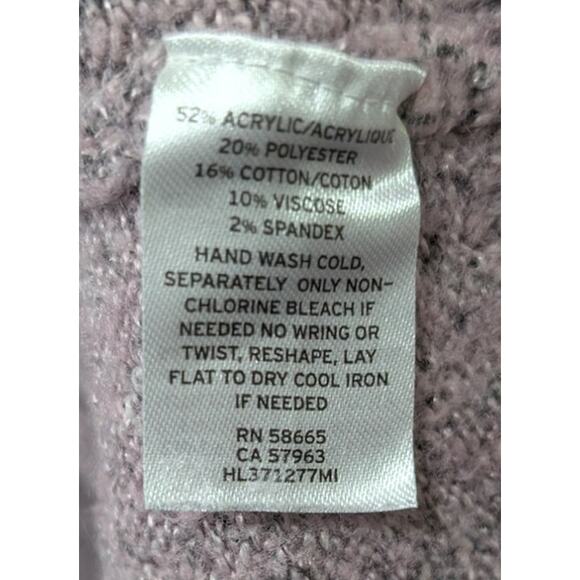 52% ACRYLIC/ACRYLIQUE
20% POLYESTER
16% COTTON/COTON
10% VISCOSE
2% SPANDEX
HAND WASH COLD,
SEPARATELY ONLY NON-
CHLORINE BLEACH IF
NEEDED NO WRING OR
TWIST, RESHAPE, LAY
FLAT TO DRY COOL IRON
IF NEEDED
RN 58665
CA 57963
HL371277MI